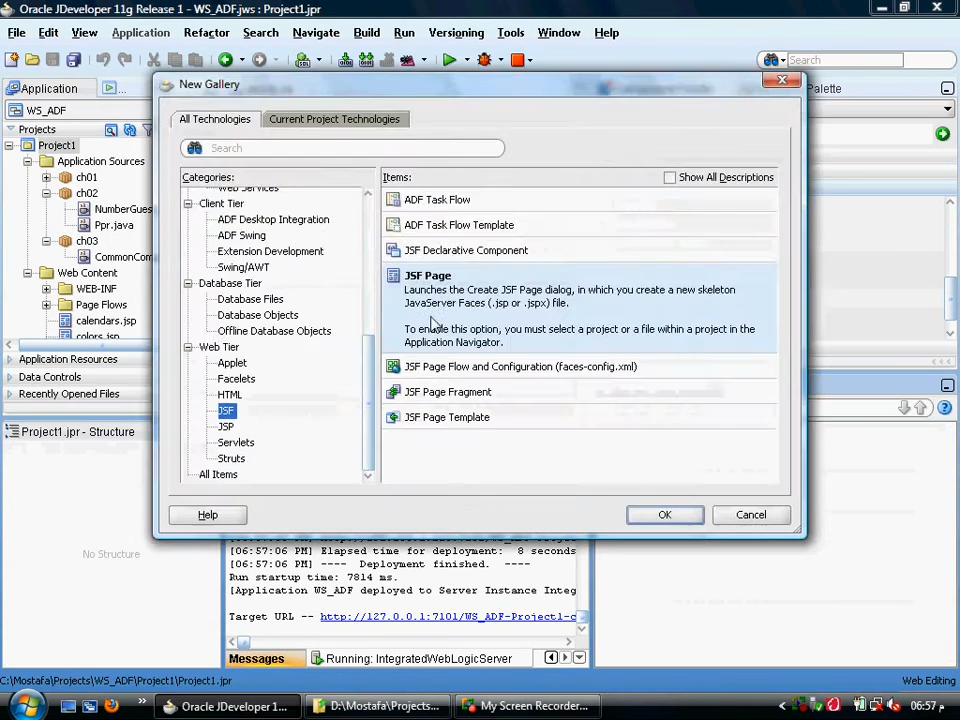 Oracle JDeveloper 11g Release 1 - WS_ADF.jws : Project1.jpr
File Edit View Application Refactor Search Navigate Build Run Versioning Tools Window Help
Search
Application
...
New Gallery
Palette
WS_ADF
All Technologies
Current Project Technologies
Projects
Search
Project1
Categories:
Items:
Show All Descriptions
Application Sources
Web Services
ADF Task Flow
ch01
Client Tier
ch02
ADF Desktop Integration
ADF Task Flow Template
NumberGues
ADF Swing
Ppr.java
Extension Development
JSF Declarative Component
ch03
Swing/AWT
CommonCom
Database Tier
JSF Page
Web Content
Database Files
Launches the Create JSF Page dialog, in which you create a new skeleton
WEB-INF
JavaServer Faces (.jsp or .jspx) file.
Page Flows
Database Objects
calendars.jsp
Offline Database Objects
To enable this option, you must select a project or a file within a project in the
colors.jsp
Application Navigator.
Web Tier
Application Resources
Applet
JSF Page Flow and Configuration (faces-config.xml)
Data Controls
Facelets
Recently Opened Files
HTML
JSF Page Fragment
JSF
JSF Page Template
JSP
Project1.jpr - Structure
Servlets
Struts
All Items
Help
OK
Cancel
No Structure
[06:57:06 PM] Elapsed time for deployment: 8 seconds
[06:57:06 PM] ---- Deployment finished. ----
Run startup time: 7814 ms.
[Application WS_ADF deployed to Server Instance Integ
Target URL -- http://127.0.0.1:7101/WS_ADF-Project1-c
Messages
Running: IntegratedWebLogicServer
C:\Mostafa\Projects\WS_ADF\Project1\Project1.jpr
Web Editing
Oracle JDeveloper 1...
D:\Mostafa\Projects...
My Screen Recorder...
06:57 م